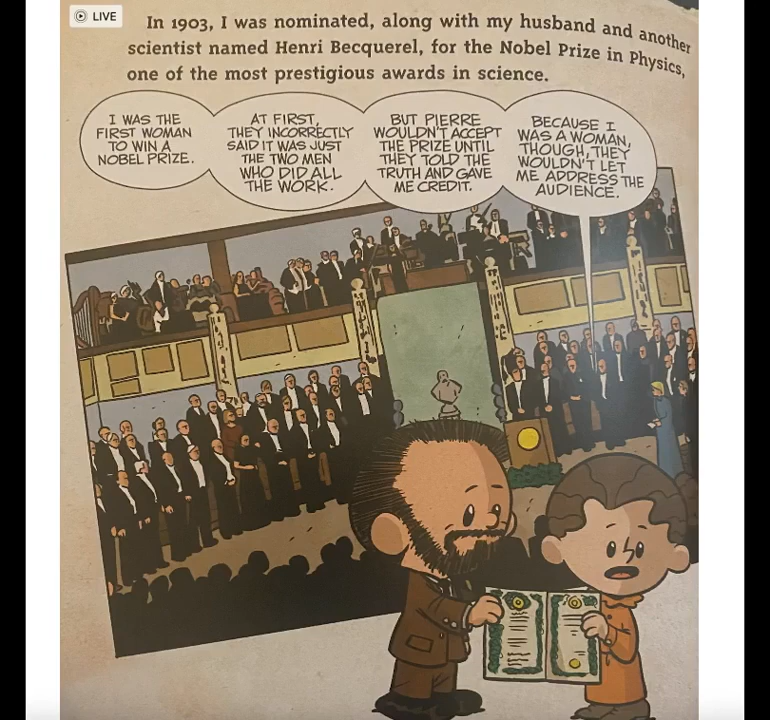 LIVE
In 1903, I was nominated, along with my husband and another
scientist named Henri Becquerel, for the Nobel Prize in Physics,
one of the most prestigious awards in science.
I WAS THE
FIRST WOMAN
TO WIN A
NOBEL PRIZE.
AT FIRST,
THEY INCORRECTLY
SAID IT WAS JUST
THE TWO MEN
WHO DID ALL
THE WORK.
BUT PIERRE
WOULDN'T ACCEPT
THE PRIZE UNTIL
THEY TOLD THE
TRUTH AND GAVE
ME CREDIT.
BECAUSE I
WAS A WOMAN,
THOUGH, THEY
WOULDN'T LET
ME ADDRESS THE
AUDIENCE.